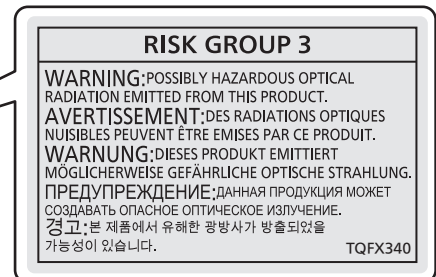 RISK GROUP 3
WARNING:POSSIBLY HAZARDOUS OPTICAL
RADIATION EMITTED FROM THIS PRODUCT.
AVERTISSEMENT:DES RADIATIONS OPTIQUES
NUISIBLES PEUVENT ÊTRE EMISES PAR CE PRODUIT.
WARNUNG:DIESES PRODUKT EMITTIERT
MÖGLICHERWEISE GEFÄHRLICHE OPTISCHE STRAHLUNG.
ПРЕДУПРЕЖДЕНИЕ:ДАННАЯ ПРОДУКЦИЯ МОЖЕТ
СОЗДАВАТЬ ОПАСНОЕ ОПТИЧЕСКОЕ ИЗЛУЧЕНИЕ.
경고:본 제품에서 유해한 광방사가 방출되었을
가능성이 있습니다. TQFX340